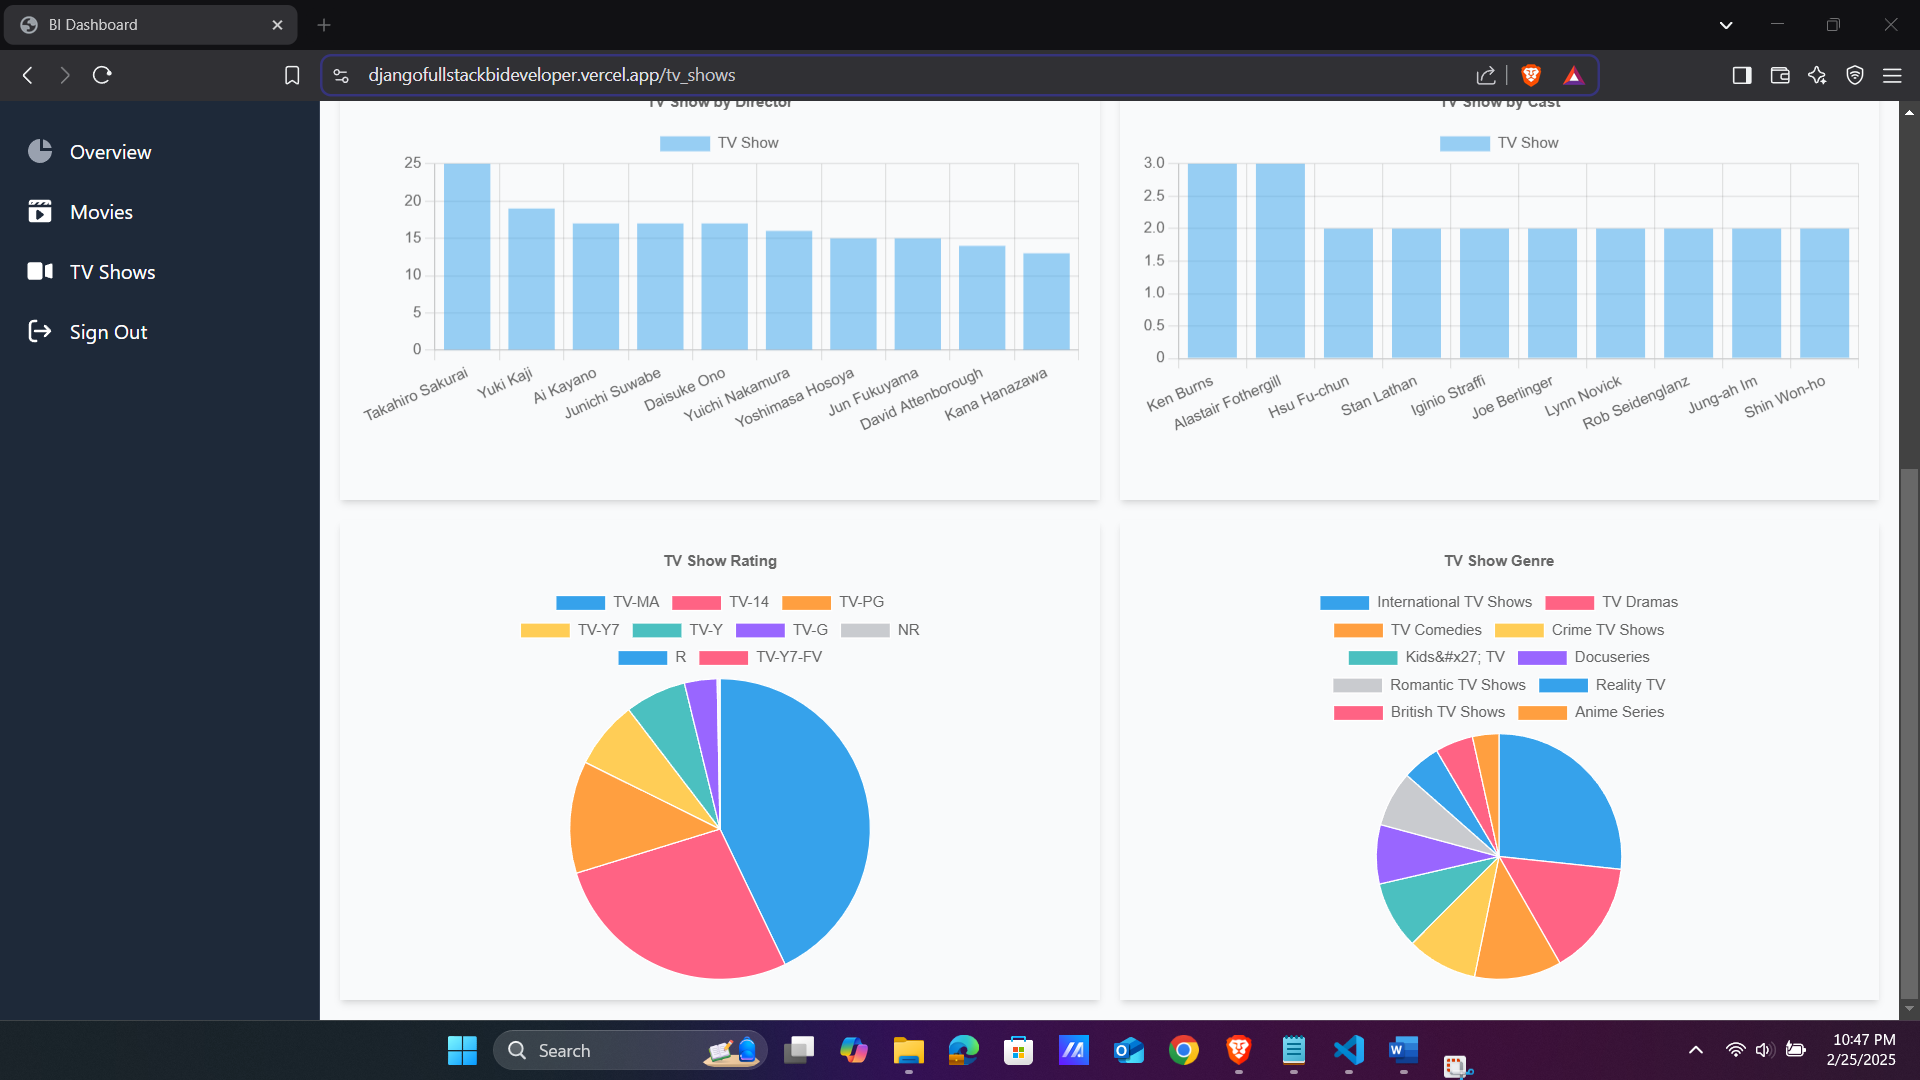 BI Dashboard
djangofullstackbideveloper.vercel.app/tv_shows
Overview
Movies
TV Shows
Sign Out
TV Show by Director
TV Show
25
20
15
10
5
0
Takahiro Sakurai
Yuki Kaji
Ai Kayano
Junichi Suwabe
Daisuke Ono
Yuichi Nakamura
Yoshimasa Hosoya
Jun Fukuyama
David Attenborough
Kana Hanazawa
TV Show by Cast
TV Show
3.0
2.5
2.0
1.5
1.0
0.5
0
Ken Burns
Alastair Fothergill
Hsu Fu-chun
Stan Lathan
Iginio Straffi
Joe Berlinger
Lynn Novick
Rob Seidenglanz
Jung-ah Im
Shin Won-ho
TV Show Rating
TV-MA TV-14 TV-PG
TV-Y7 TV-Y TV-G NR
R TV-Y7-FV
TV Show Genre
International TV Shows TV Dramas
TV Comedies Crime TV Shows
Kids&#x27; TV Docuseries
Romantic TV Shows Reality TV
British TV Shows Anime Series
Search
10:47 PM
2/25/2025